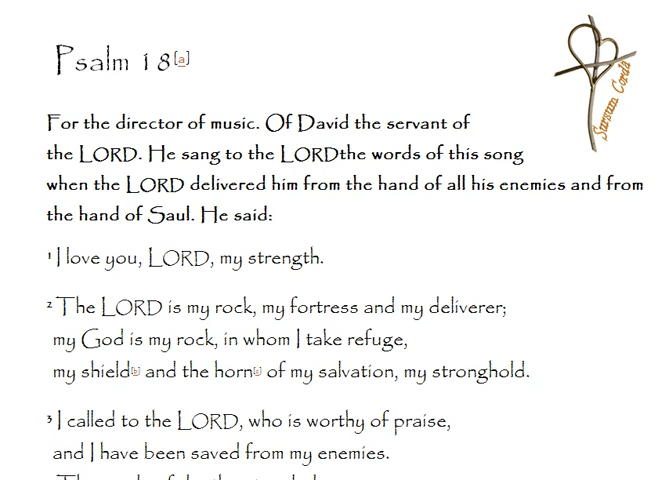 Psalm 18[a]
Sursum Corda
For the director of music. Of David the servant of
the LORD. He sang to the LORDthe words of this song
when the LORD delivered him from the hand of all his enemies and from
the hand of Saul. He said:
¹ I love you, LORD, my strength.
² The LORD is my rock, my fortress and my deliverer;
my God is my rock, in whom I take refuge,
my shield[b] and the horn[c] of my salvation, my stronghold.
³ I called to the LORD, who is worthy of praise,
and I have been saved from my enemies.